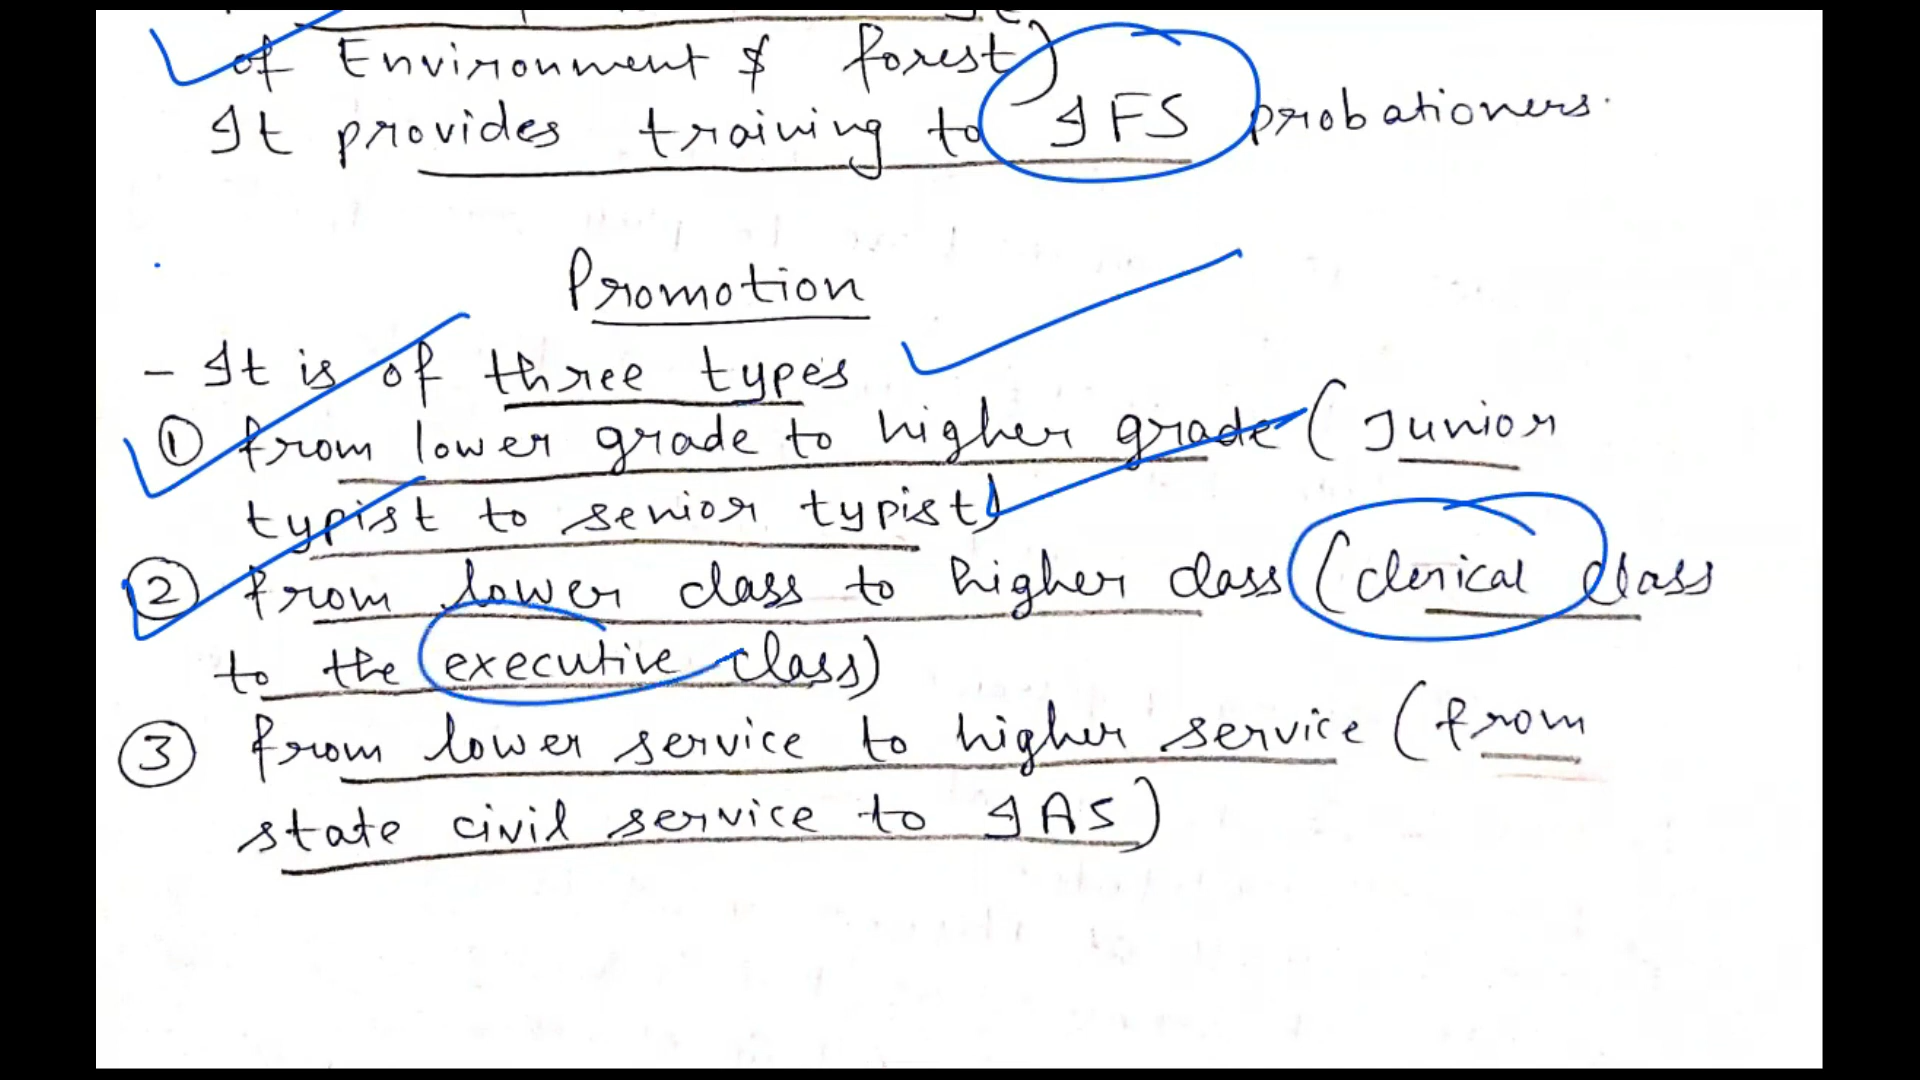 of Environment & forest)
It provides training to IFS probationers.
Promotion
- It is of three types
① from lower grade to higher grade (Junior
typist to senior typist)
② from lower class to higher class (clerical class
to the executive class)
③ from lower service to higher service (from
state civil service to IAS)